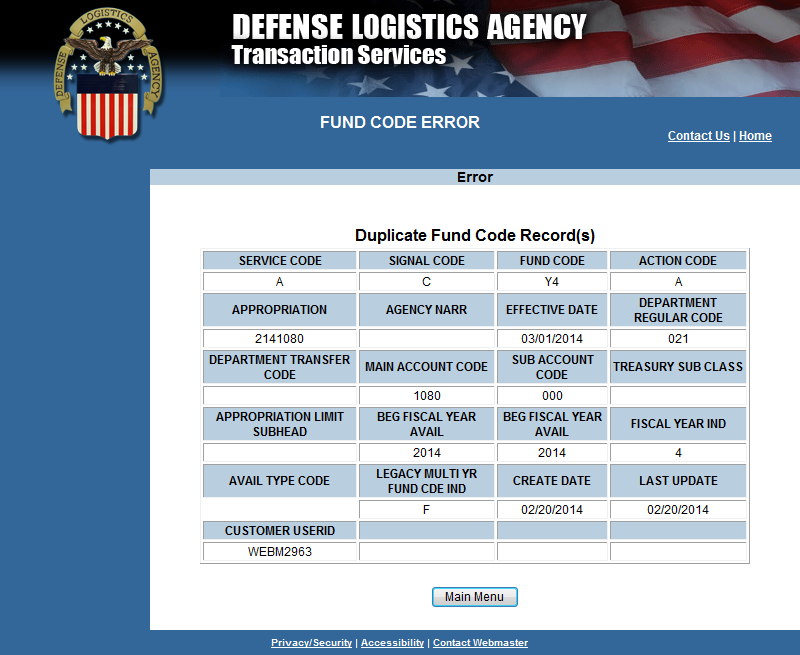 DEFENSE LOGISTICS AGENCY
Transaction Services
DEFENSE LOGISTICS AGENCY
FUND CODE ERROR
Contact Us | Home
Error
Duplicate Fund Code Record(s)
SERVICE CODE SIGNAL CODE FUND CODE ACTION CODE
A C Y4 A
APPROPRIATION AGENCY NARR EFFECTIVE DATE DEPARTMENT
REGULAR CODE
2141080 03/01/2014 021
DEPARTMENT TRANSFER
CODE
MAIN ACCOUNT CODE SUB ACCOUNT
CODE
TREASURY SUB CLASS
1080 000
APPROPRIATION LIMIT
SUBHEAD
BEG FISCAL YEAR
AVAIL
BEG FISCAL YEAR
AVAIL
FISCAL YEAR IND
2014 2014 4
AVAIL TYPE CODE LEGACY MULTI YR
FUND CDE IND
CREATE DATE LAST UPDATE
F 02/20/2014 02/20/2014
CUSTOMER USERID
WEBM2963
Main Menu
Privacy/Security | Accessibility | Contact Webmaster